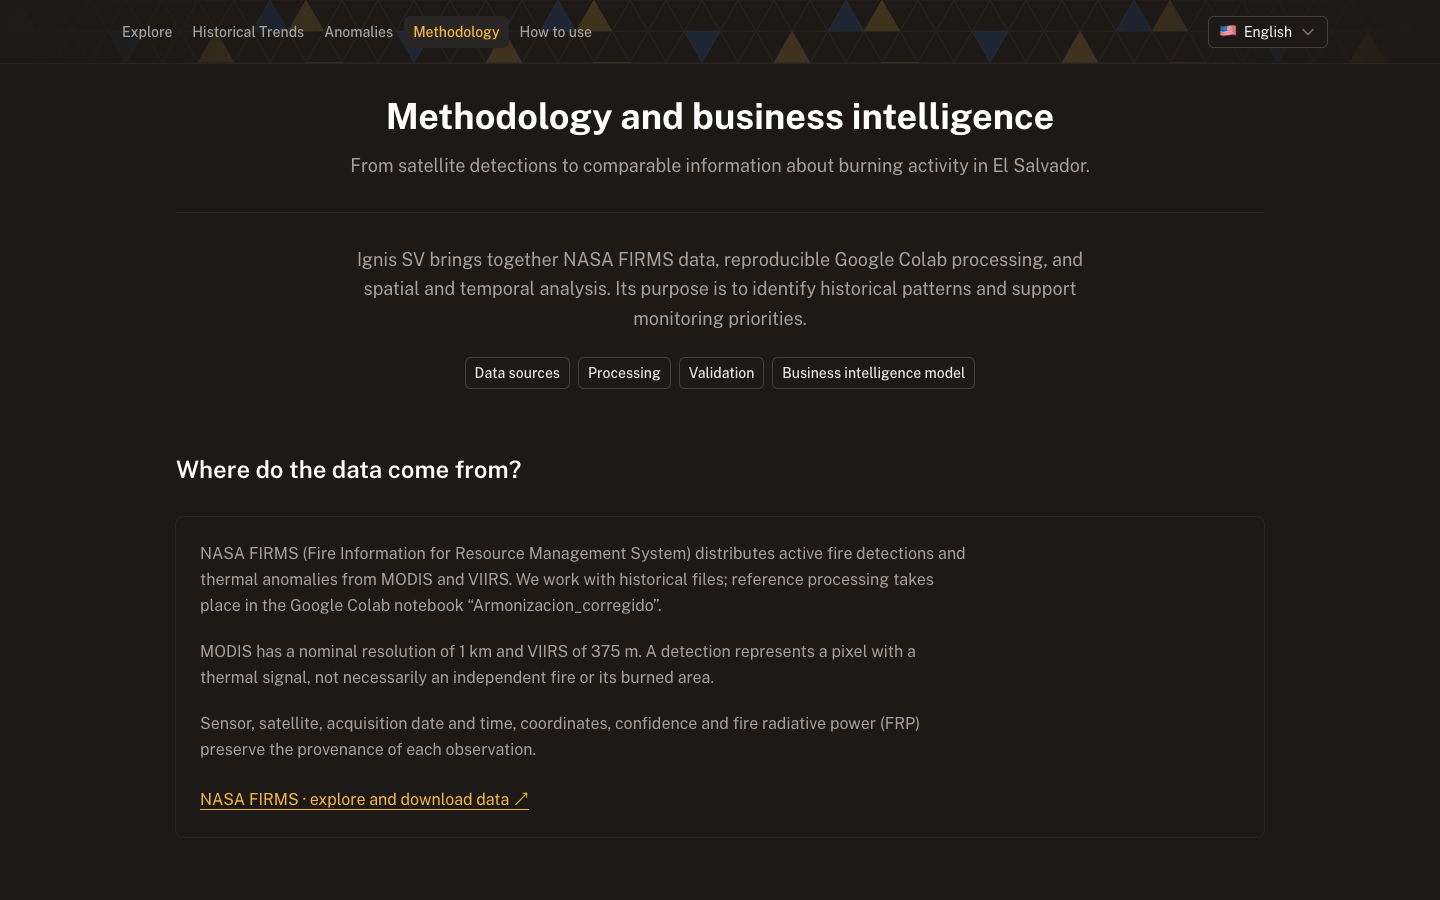 Explore Historical Trends Anomalies Methodology How to use English
Methodology and business intelligence
From satellite detections to comparable information about burning activity in El Salvador.
Ignis SV brings together NASA FIRMS data, reproducible Google Colab processing, and
spatial and temporal analysis. Its purpose is to identify historical patterns and support
monitoring priorities.
Data sources Processing Validation Business intelligence model
Where do the data come from?
NASA FIRMS (Fire Information for Resource Management System) distributes active fire detections and
thermal anomalies from MODIS and VIIRS. We work with historical files; reference processing takes
place in the Google Colab notebook “Armonizacion_corregido”.
MODIS has a nominal resolution of 1 km and VIIRS of 375 m. A detection represents a pixel with a
thermal signal, not necessarily an independent fire or its burned area.
Sensor, satellite, acquisition date and time, coordinates, confidence and fire radiative power (FRP)
preserve the provenance of each observation.
NASA FIRMS · explore and download data ↗